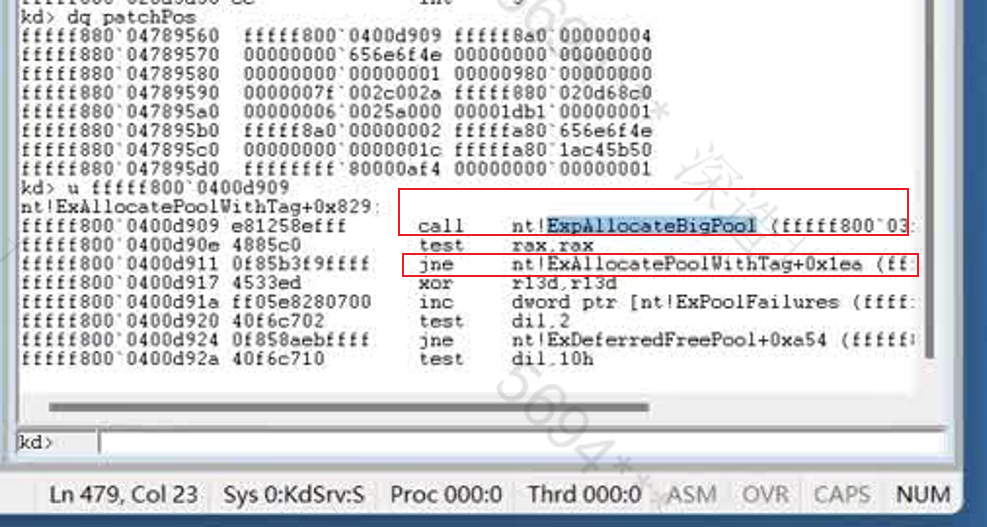 kd> dq patchPos
fffff880`04789560 fffff800`0400d909 fffff8a0`00000004
fffff880`04789570 00000000`656e6f4e 00000000`00000000
fffff880`04789580 00000000`00000001 00000980`00000000
fffff880`04789590 0000007f`002c002a fffff880`020d68c0
fffff880`047895a0 00000006`0025a000 00001db1`00000001
fffff880`047895b0 fffff8a0`00000002 fffffa80`656e6f4e
fffff880`047895c0 00000000`0000001c fffffa80`1ac45b50
fffff880`047895d0 ffffffff`80000af4 00000000`00000001
kd> u fffff800`0400d909
nt!ExAllocatePoolWithTag+0x829:
fffff800`0400d909 e81258efff call nt!ExpAllocateBigPool (fffff800`03
fffff800`0400d90e 4885c0 test rax,rax
fffff800`0400d911 0f85b3f9ffff jne nt!ExAllocatePoolWithTag+0x1ea (ff
fffff800`0400d917 4533ed xor r13d,r13d
fffff800`0400d91a ff05e8280700 inc dword ptr [nt!ExPoolFailures (ffff
fffff800`0400d920 40f6c702 test dil,2
fffff800`0400d924 0f858aebffff jne nt!ExDeferredFreePool+0xa54 (fffff8
fffff800`0400d92a 40f6c710 test dil,10h
kd>
Ln 479, Col 23 Sys 0:KdSrv:S Proc 000:0 Thrd 000:0 ASM OVR CAPS NUM
5694**